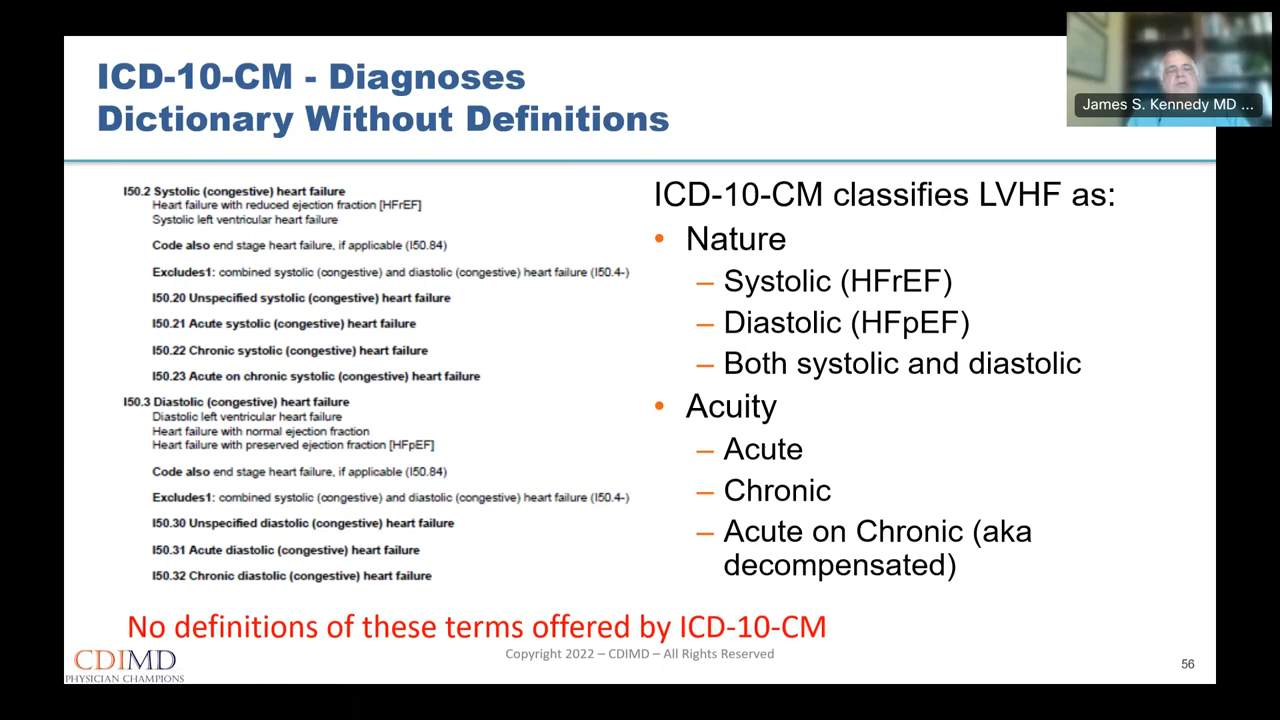 ICD-10-CM - Diagnoses
Dictionary Without Definitions
James S. Kennedy MD ...
I50.2 Systolic (congestive) heart failure
Heart failure with reduced ejection fraction [HFrEF]
Systolic left ventricular heart failure
Code also end stage heart failure, if applicable (I50.84)
Excludes1: combined systolic (congestive) and diastolic (congestive) heart failure (I50.4-)
I50.20 Unspecified systolic (congestive) heart failure
I50.21 Acute systolic (congestive) heart failure
I50.22 Chronic systolic (congestive) heart failure
I50.23 Acute on chronic systolic (congestive) heart failure
I50.3 Diastolic (congestive) heart failure
Diastolic left ventricular heart failure
Heart failure with normal ejection fraction
Heart failure with preserved ejection fraction [HFpEF]
Code also end stage heart failure, if applicable (I50.84)
Excludes1: combined systolic (congestive) and diastolic (congestive) heart failure (I50.4-)
I50.30 Unspecified diastolic (congestive) heart failure
I50.31 Acute diastolic (congestive) heart failure
I50.32 Chronic diastolic (congestive) heart failure
ICD-10-CM classifies LVHF as:
• Nature
– Systolic (HFrEF)
– Diastolic (HFpEF)
– Both systolic and diastolic
• Acuity
– Acute
– Chronic
– Acute on Chronic (aka
decompensated)
No definitions of these terms offered by ICD-10-CM
CDIMD
PHYSICIAN CHAMPIONS
Copyright 2022 – CDIMD – All Rights Reserved
56